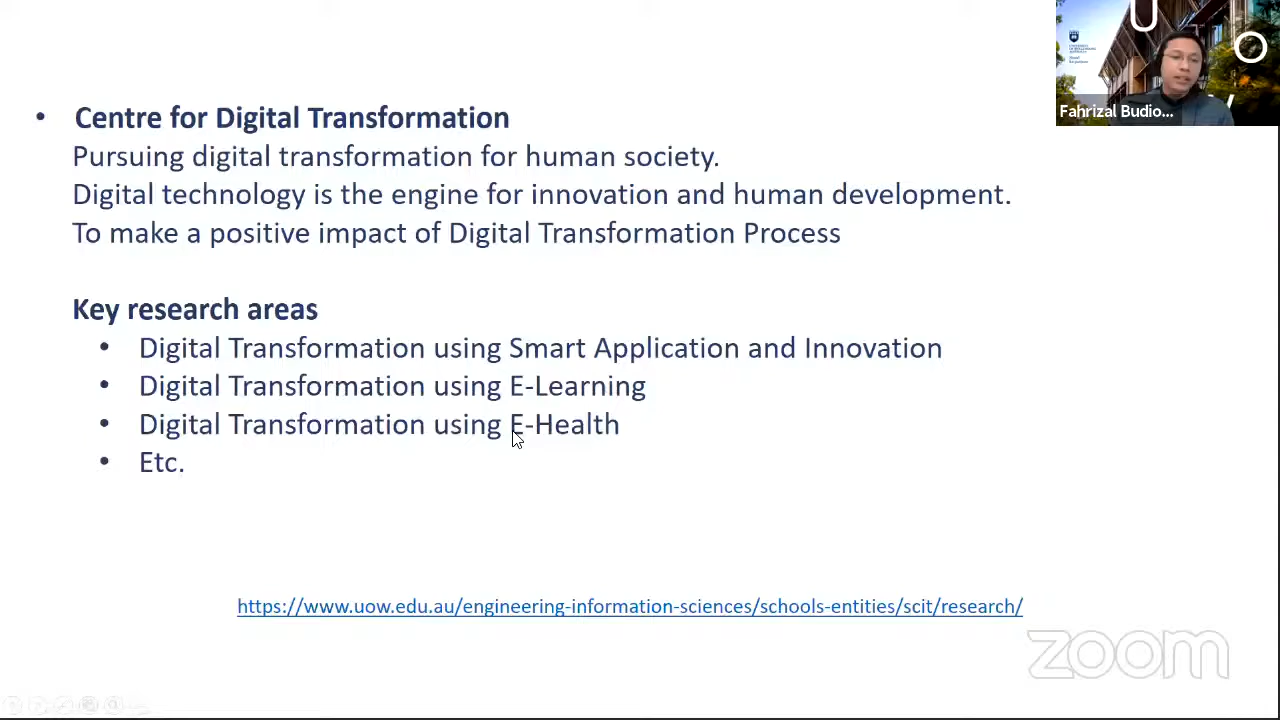 • Centre for Digital Transformation
Pursuing digital transformation for human society.
Digital technology is the engine for innovation and human development.
To make a positive impact of Digital Transformation Process
Key research areas
• Digital Transformation using Smart Application and Innovation
• Digital Transformation using E-Learning
• Digital Transformation using E-Health
• Etc.
https://www.uow.edu.au/engineering-information-sciences/schools-entities/scit/research/
U
O
W
Fahrizal Budio...
zoom